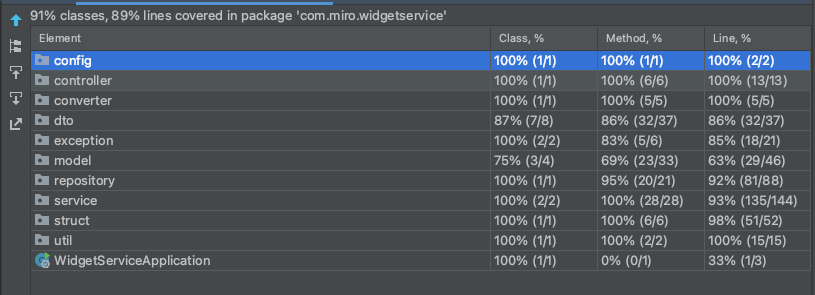 91% classes, 89% lines covered in package 'com.miro.widgetservice'
Element Class, % Method, % Line, %
config 100% (1/1) 100% (1/1) 100% (2/2)
controller 100% (1/1) 100% (6/6) 100% (13/13)
converter 100% (1/1) 100% (5/5) 100% (5/5)
dto 87% (7/8) 86% (32/37) 86% (32/37)
exception 100% (2/2) 83% (5/6) 85% (18/21)
model 75% (3/4) 69% (23/33) 63% (29/46)
repository 100% (1/1) 95% (20/21) 92% (81/88)
service 100% (2/2) 100% (28/28) 93% (135/144)
struct 100% (1/1) 100% (6/6) 98% (51/52)
util 100% (1/1) 100% (2/2) 100% (15/15)
WidgetServiceApplication 100% (1/1) 0% (0/1) 33% (1/3)